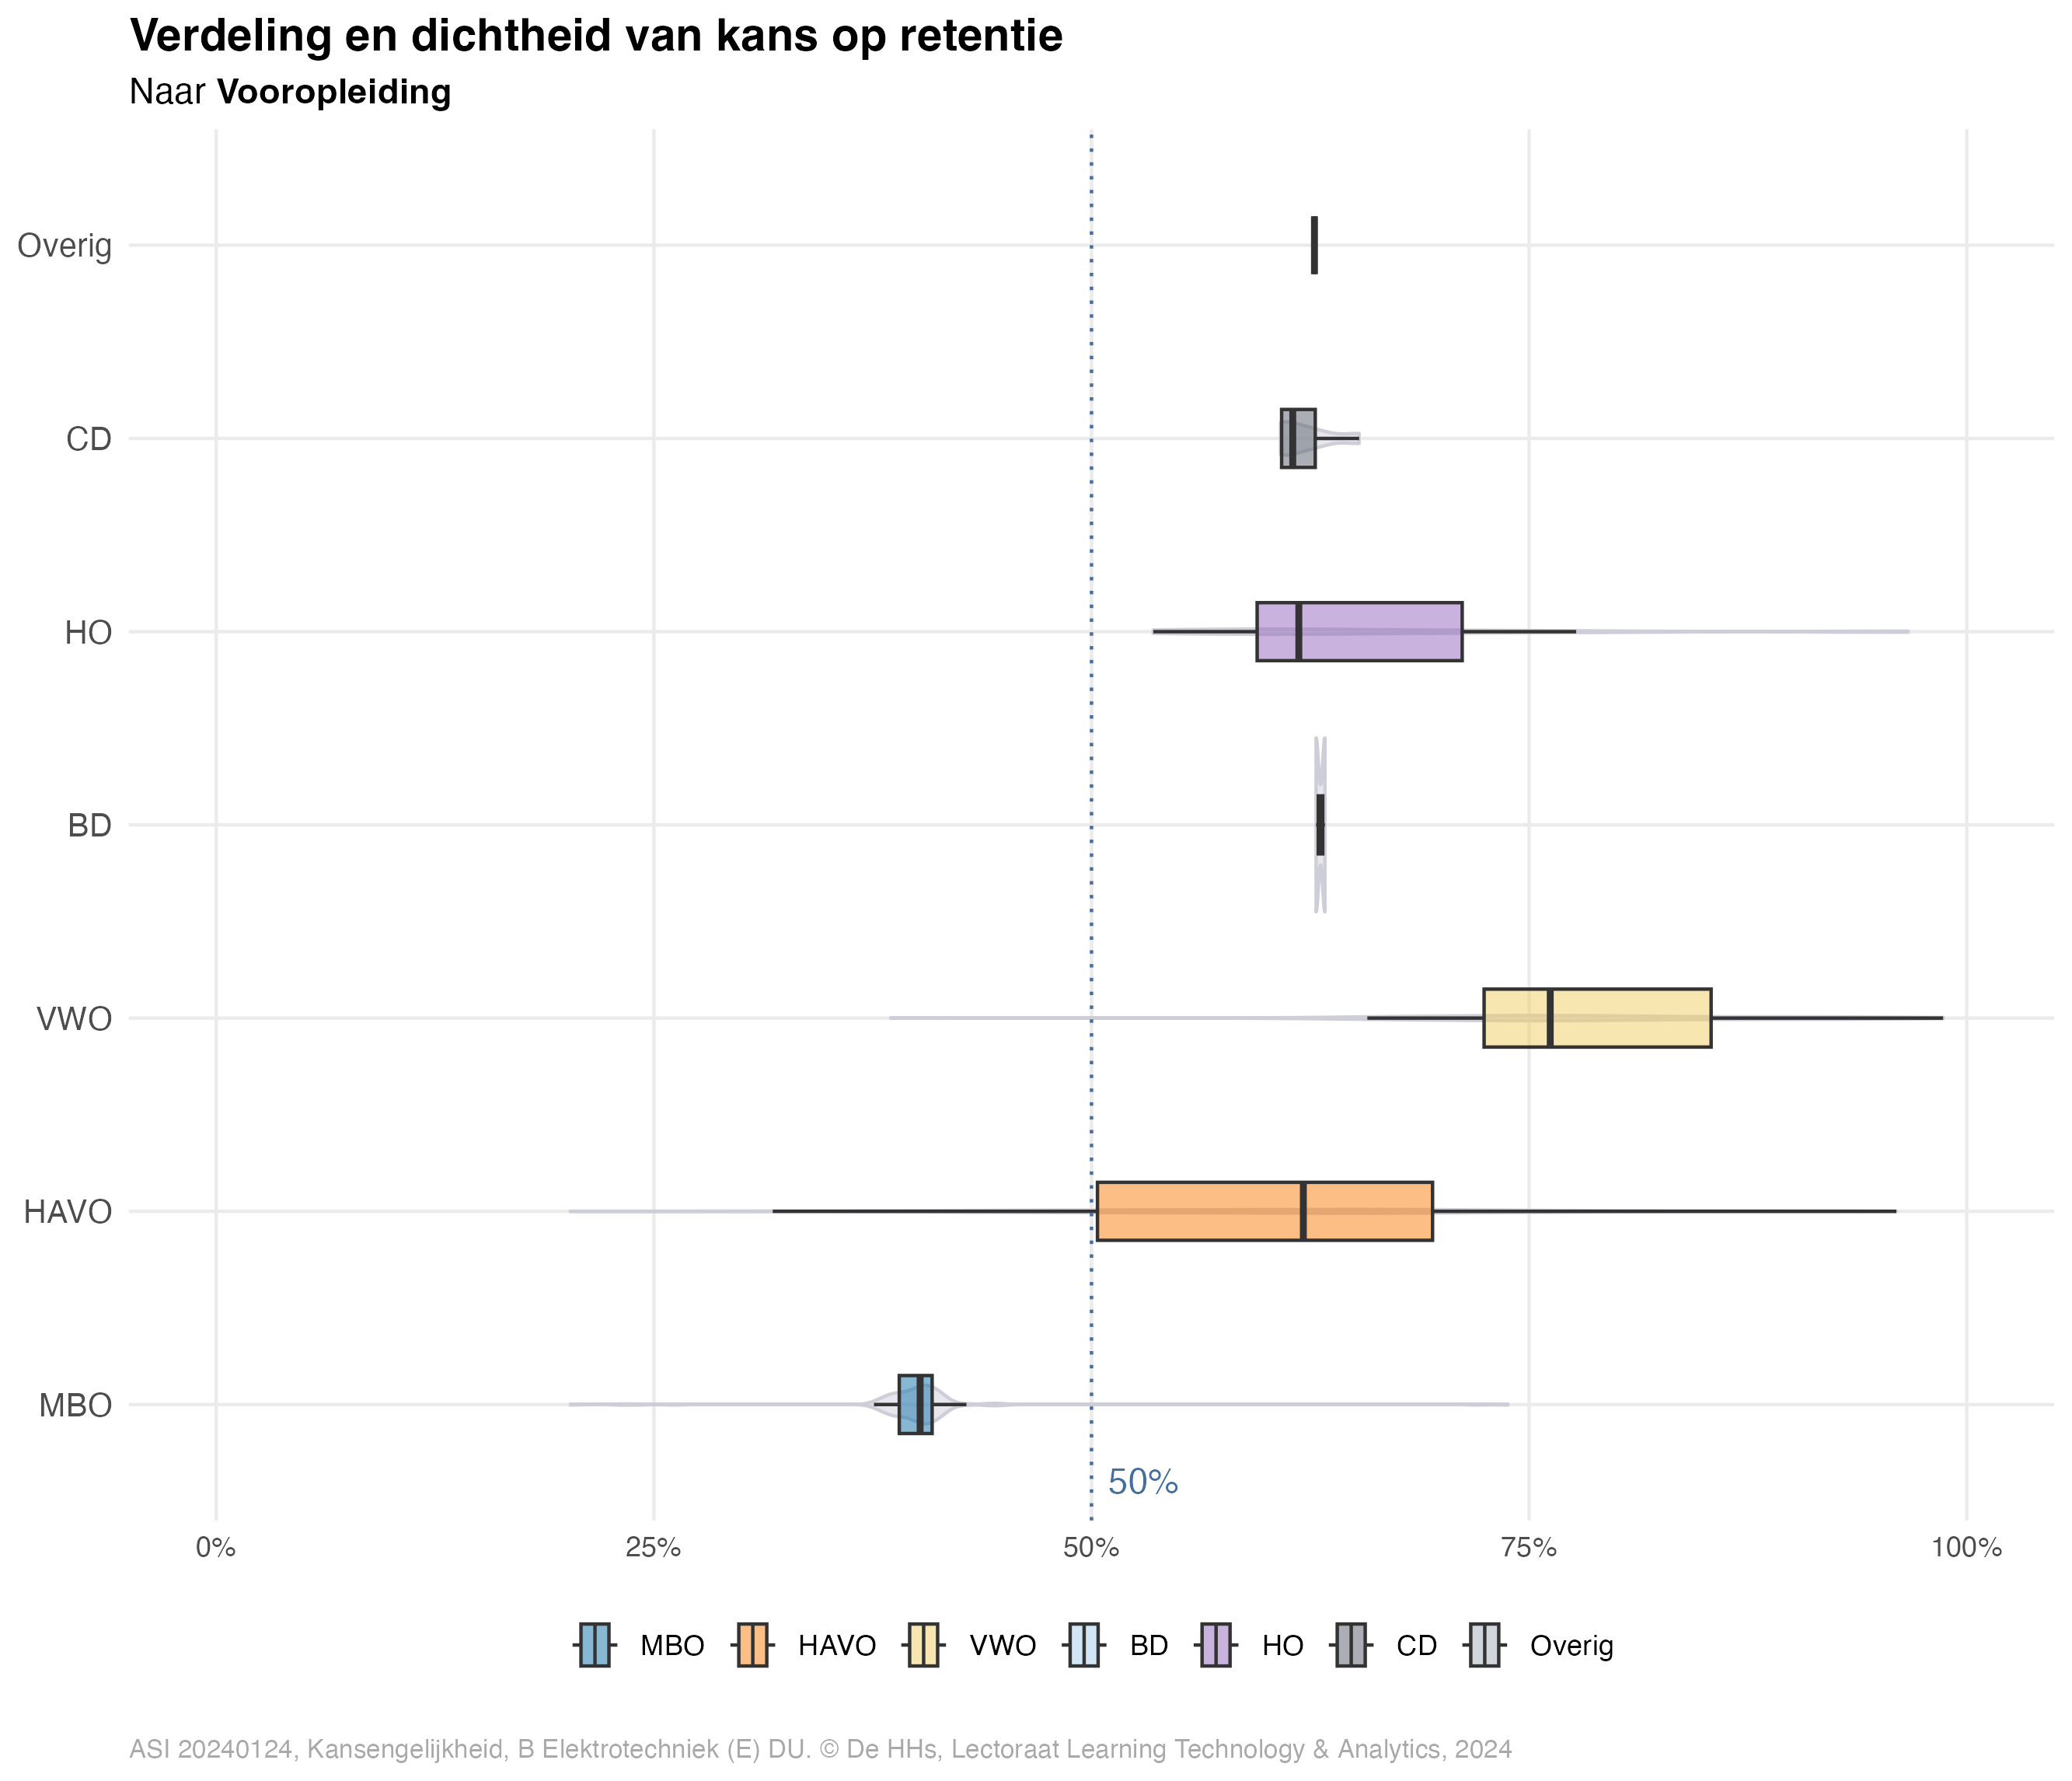 Verdeling en dichtheid van kans op retentie
Naar Vooropleiding
Overig
CD
HO
BD
VWO
HAVO
MBO
50%
0% 25% 50% 75% 100%
MBO HAVO VWO BD HO CD Overig
ASI 20240124, Kansengelijkheid, B Elektrotechniek (E) DU. © De HHs, Lectoraat Learning Technology & Analytics, 2024